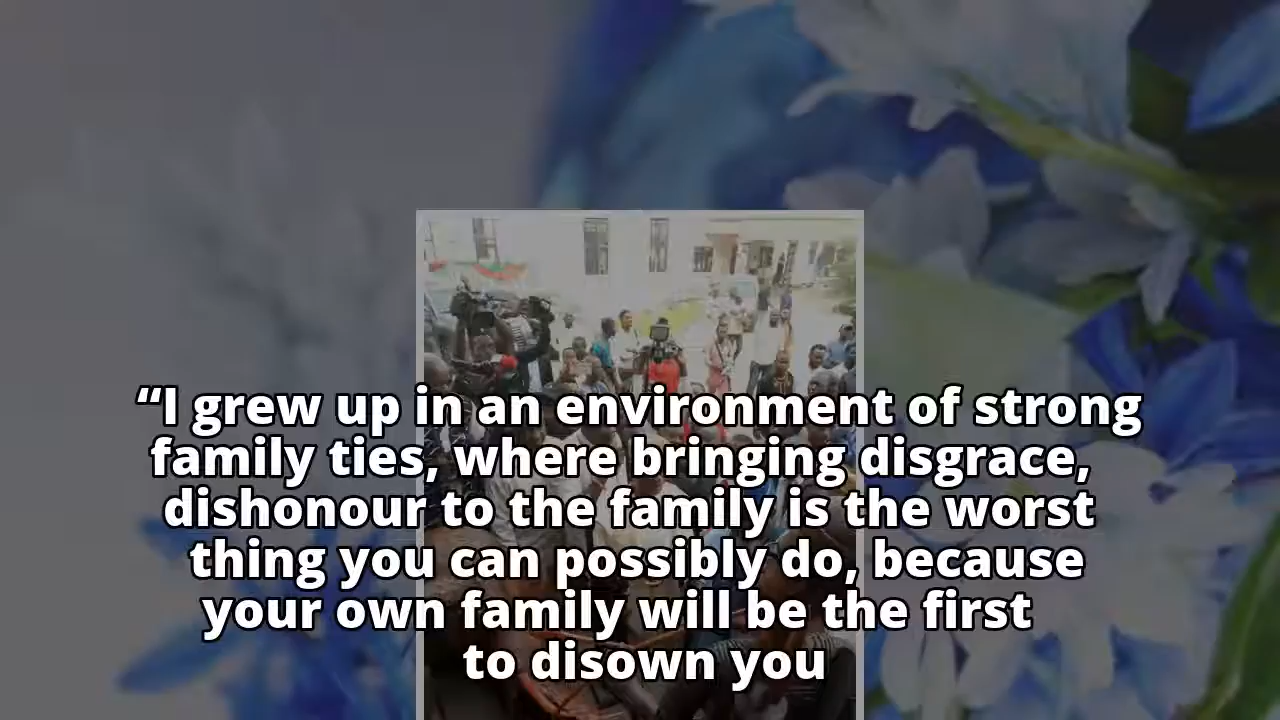 “I grew up in an environment of strong
family ties, where bringing disgrace,
dishonour to the family is the worst
thing you can possibly do, because
your own family will be the first
to disown you